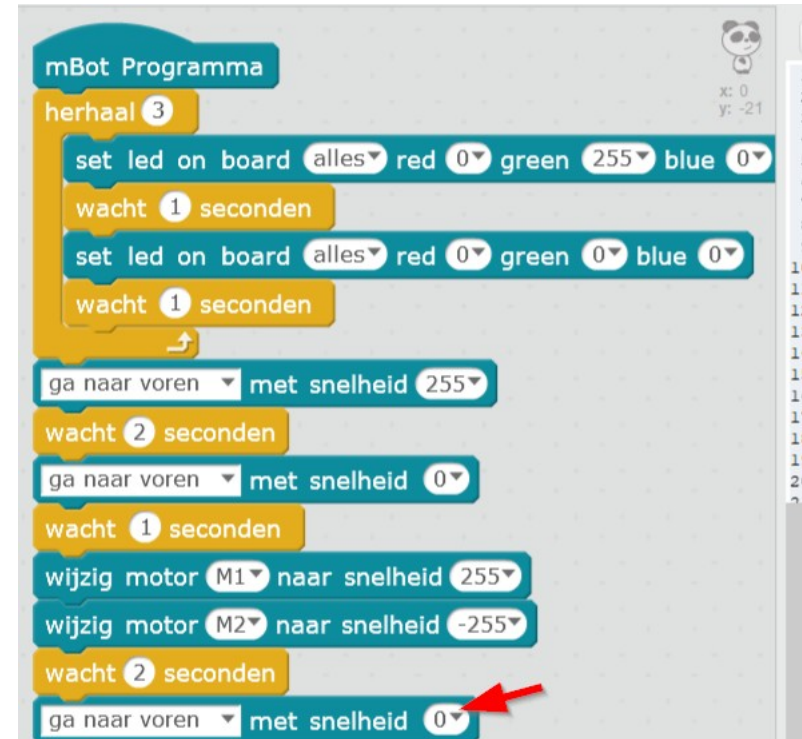 mBot Programma
herhaal 3
set led on board alles red 0 green 255 blue 0
wacht 1 seconden
set led on board alles red 0 green 0 blue 0
wacht 1 seconden
ga naar voren met snelheid 255
wacht 2 seconden
ga naar voren met snelheid 0
wacht 1 seconden
wijzig motor M1 naar snelheid 255
wijzig motor M2 naar snelheid -255
wacht 2 seconden
ga naar voren met snelheid 0
x: 0
y: -21